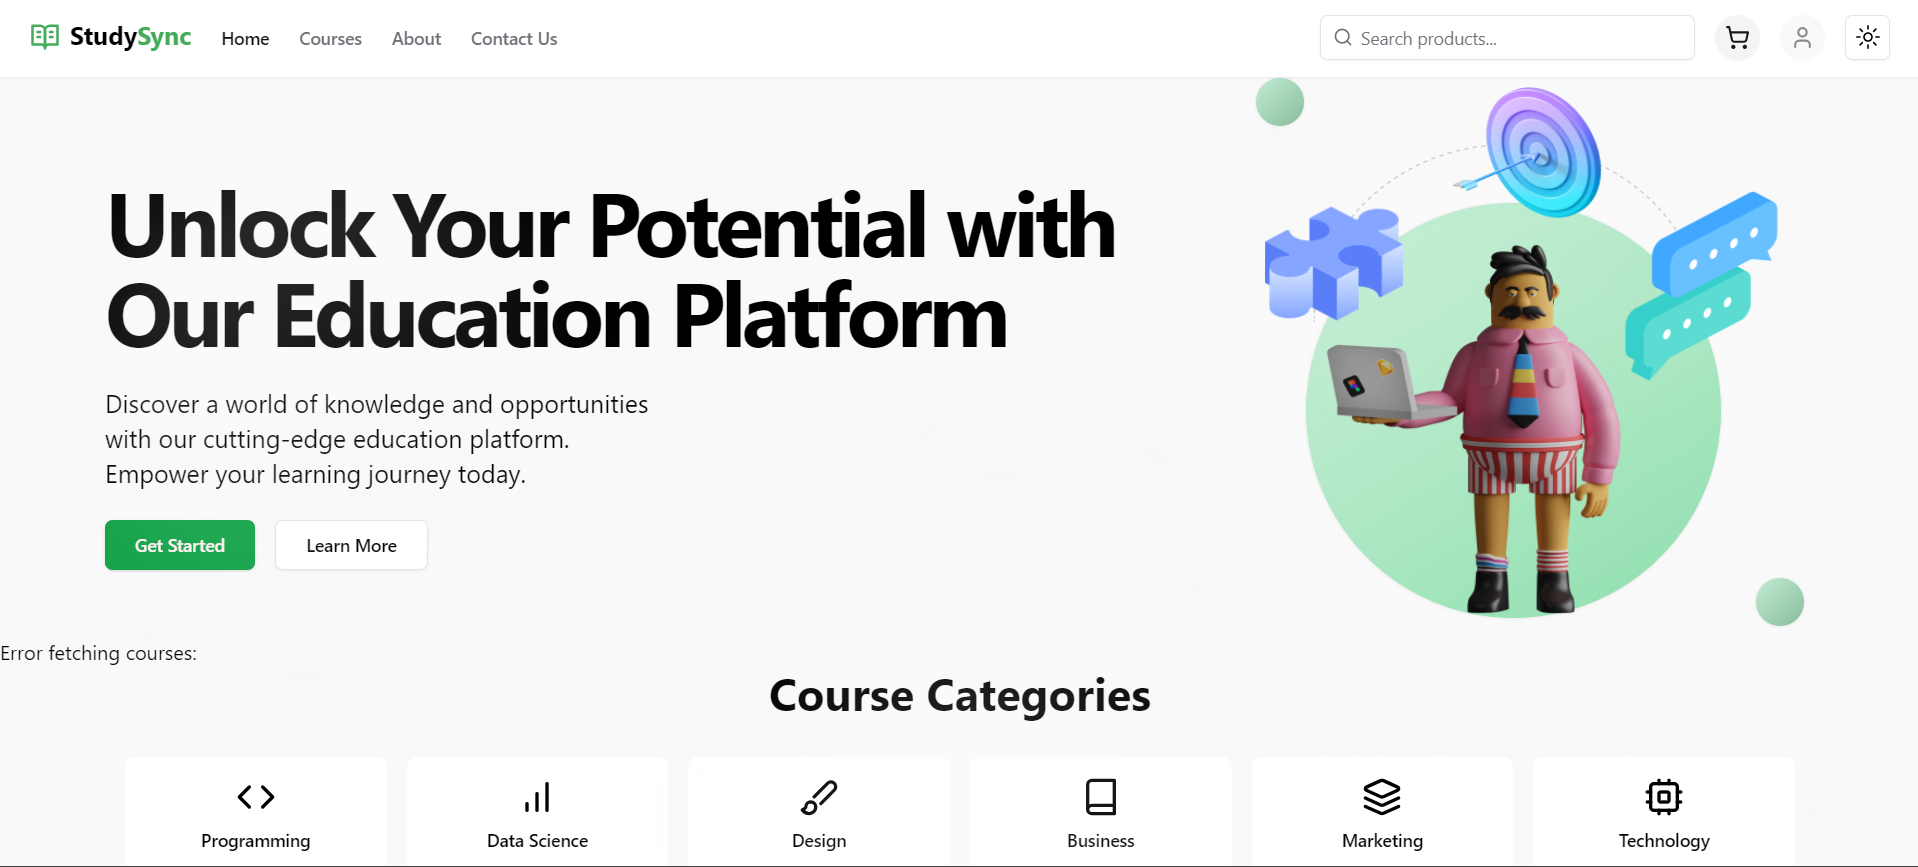 StudySync
Home
Courses
About
Contact Us
Search products...
Unlock Your Potential with
Our Education Platform
Discover a world of knowledge and opportunities
with our cutting-edge education platform.
Empower your learning journey today.
Get Started
Learn More
Error fetching courses:
Course Categories
Programming
Data Science
Design
Business
Marketing
Technology